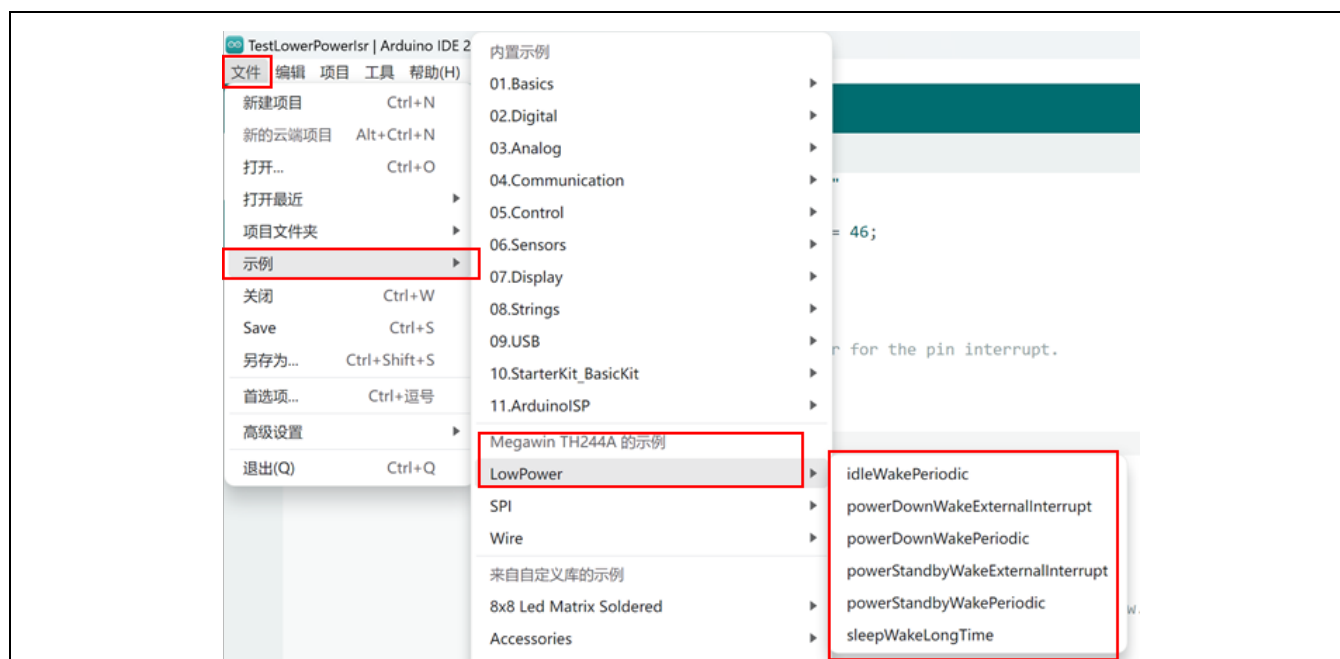 TestLowerPowerIsr | Arduino IDE 2
文件 编辑 项目 工具 帮助(H)
新建项目 Ctrl+N
新的云端项目 Alt+Ctrl+N
打开... Ctrl+O
打开最近
项目文件夹
示例
关闭 Ctrl+W
Save Ctrl+S
另存为... Ctrl+Shift+S
首选项... Ctrl+逗号
高级设置
退出(Q) Ctrl+Q
内置示例
01.Basics
02.Digital
03.Analog
04.Communication
05.Control
06.Sensors
07.Display
08.Strings
09.USB
10.StarterKit_BasicKit
11.ArduinoISP
Megawin TH244A 的示例
LowPower
SPI
Wire
来自自定义库的示例
8x8 Led Matrix Soldered
Accessories
"
= 46;
r for the pin interrupt.
idleWakePeriodic
powerDownWakeExternalInterrupt
powerDownWakePeriodic
powerStandbyWakeExternalInterrupt
powerStandbyWakePeriodic
sleepWakeLongTime
w.